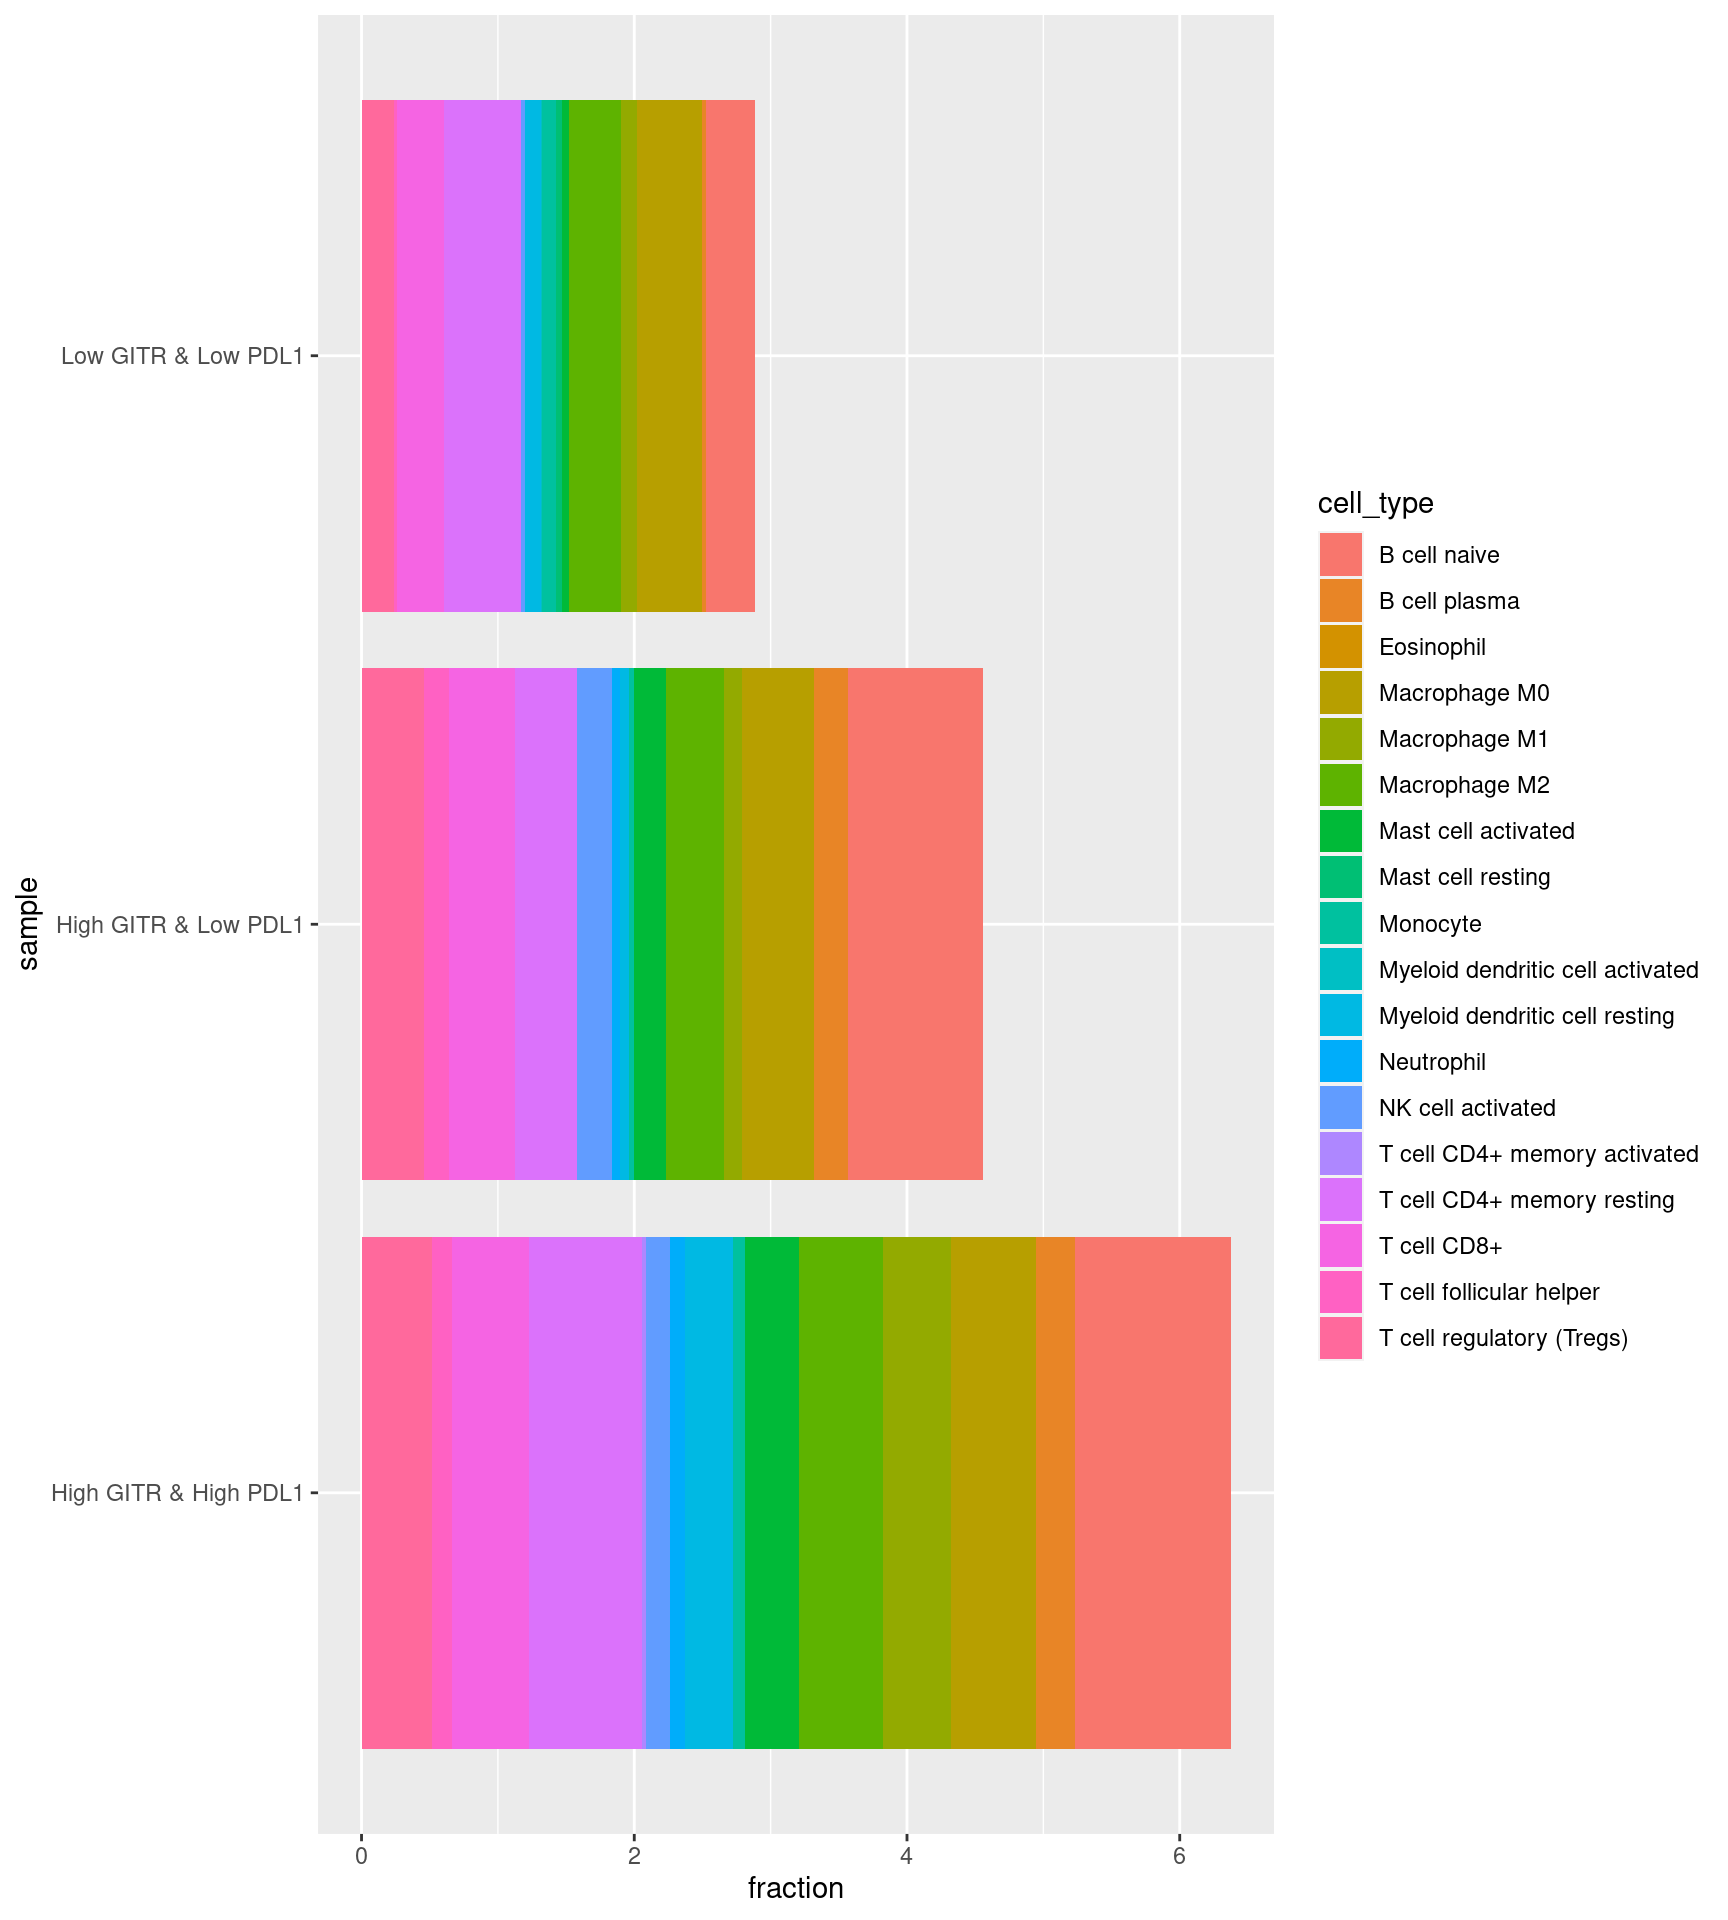 Low GITR & Low PDL1
High GITR & Low PDL1
High GITR & High PDL1
sample
0 2 4 6
fraction
cell_type
B cell naive
B cell plasma
Eosinophil
Macrophage M0
Macrophage M1
Macrophage M2
Mast cell activated
Mast cell resting
Monocyte
Myeloid dendritic cell activated
Myeloid dendritic cell resting
Neutrophil
NK cell activated
T cell CD4+ memory activated
T cell CD4+ memory resting
T cell CD8+
T cell follicular helper
T cell regulatory (Tregs)